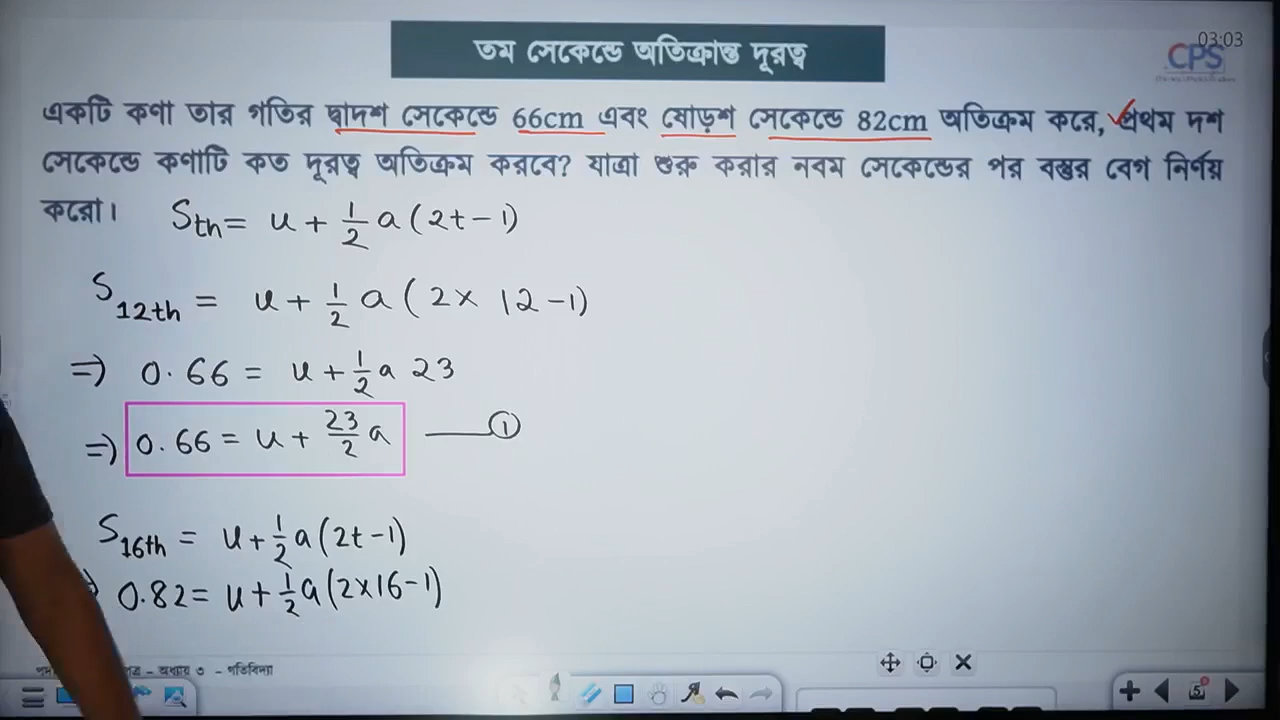 তম সেকেন্ডে অতিক্রান্ত দূরত্ব
03:03
CPS
একটি কণা তার গতির দ্বাদশ সেকেন্ডে 66cm এবং ষোড়শ সেকেন্ডে 82cm অতিক্রম করে, প্রথম দশ
সেকেন্ডে কণাটি কত দূরত্ব অতিক্রম করবে? যাত্রা শুরু করার নবম সেকেন্ডের পর বস্তুর বেগ নির্ণয়
করো।
Sth = u + 1/2 a (2t - 1)
S12th = u + 1/2 a (2 × 12 - 1)
⇒ 0.66 = u + 1/2 a 23
⇒ 0.66 = u + 23/2 a ——①
S16th = u + 1/2 a (2t - 1)
0.82 = u + 1/2 a (2×16 - 1)
অধ্যায় ৩ - গতিবিদ্যা
5